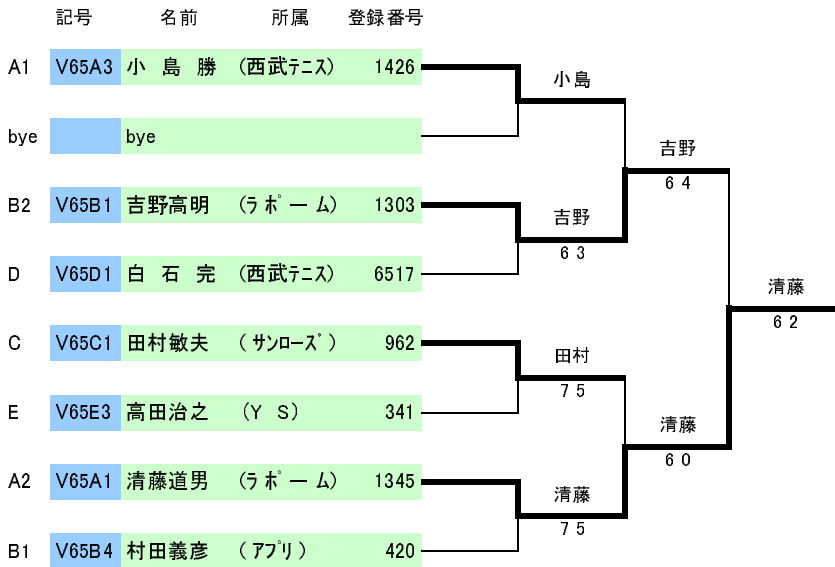 記号 名前 所属 登録番号
A1 V65A3 小 島 勝 (西武テニス) 1426
小島
bye bye
吉野
6 4
B2 V65B1 吉野高明 (ラポーム) 1303
吉野
6 3
D V65D1 白 石 完 (西武テニス) 6517
清藤
6 2
C V65C1 田村敏夫 (サンローズ) 962
田村
7 5
E V65E3 高田治之 (Y S) 341
清藤
6 0
A2 V65A1 清藤道男 (ラポーム) 1345
清藤
7 5
B1 V65B4 村田義彦 (アプリ) 420